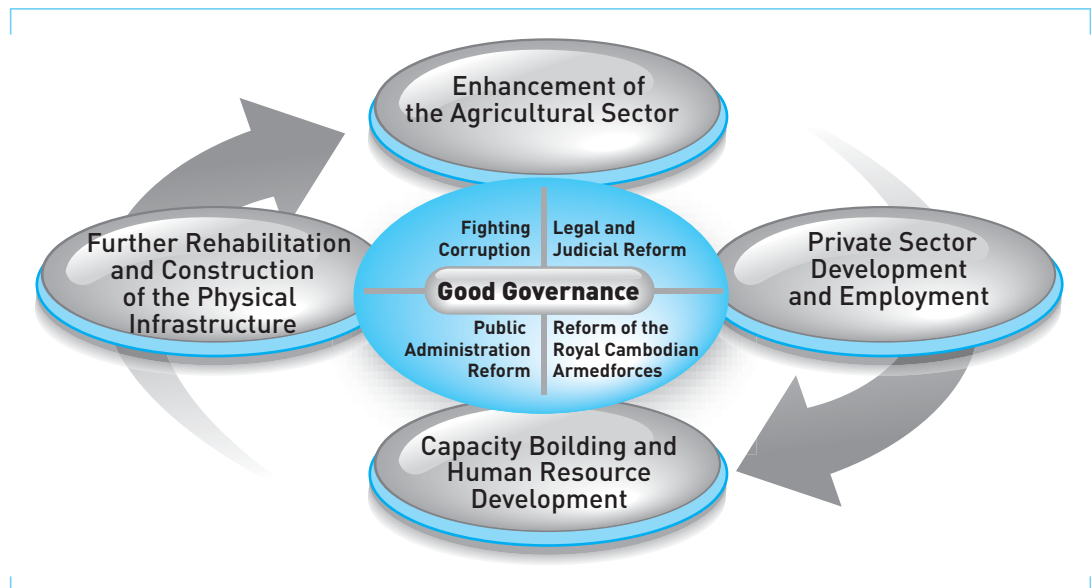 Enhancement of
the Agricultural Sector
Further Rehabilitation
and Construction
of the Physical
Infrastructure
Fighting
Corruption
Legal and
Judicial Reform
Good Governance
Public
Administration
Reform
Reform of the
Royal Cambodian
Armedforces
Private Sector
Development
and Employment
Capacity Boilding and
Human Resource
Development